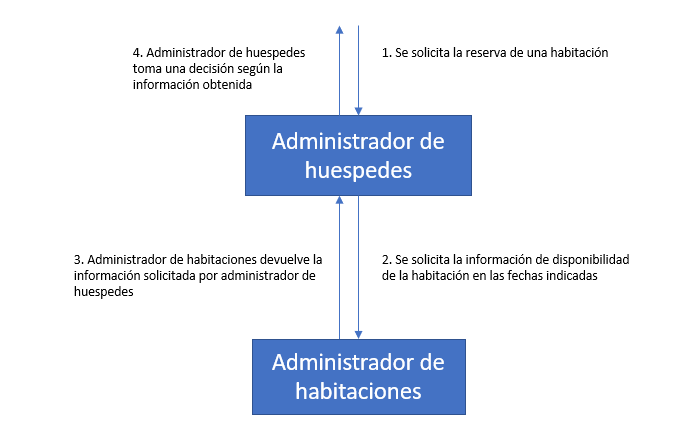 4. Administrador de huespedes
toma una decisión según la
información obtenida
1. Se solicita la reserva de una habitación
Administrador de
huespedes
3. Administrador de habitaciones devuelve la
información solicitada por administrador de
huespedes
2. Se solicita la información de disponibilidad
de la habitación en las fechas indicadas
Administrador de
habitaciones